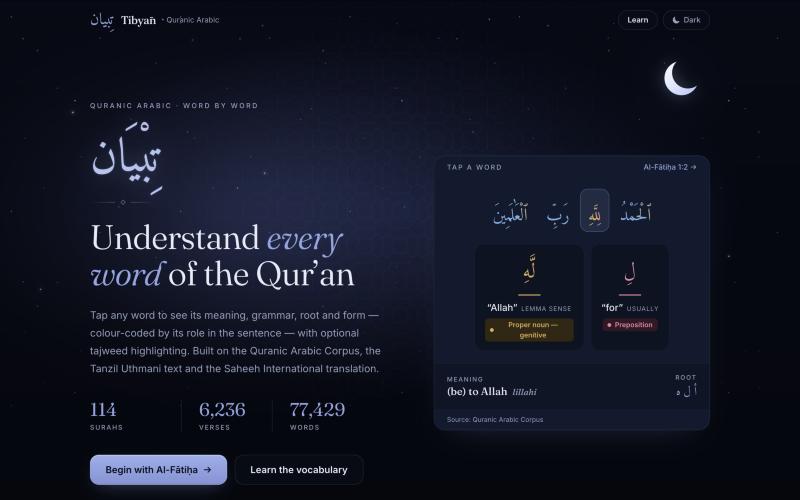 تِبيان Tibyān • Qur'ānic Arabic Learn Dark
QURANIC ARABIC · WORD BY WORD
تِبْيَان
Understand every
word of the Qur’an
Tap any word to see its meaning, grammar, root and form —
colour-coded by its role in the sentence — with optional
tajweed highlighting. Built on the Quranic Arabic Corpus, the
Tanzil Uthmani text and the Saheeh International translation.
114 6,236 77,429
SURAHS VERSES WORDS
Begin with Al-Fātiḥa → Learn the vocabulary
TAP A WORD Al-Fātiḥa 1:2 →
ٱلْحَمْدُ لِلَّهِ رَبِّ ٱلْعَٰلَمِينَ
لَّهِ لِ
“Allah” LEMMA SENSE “for” USUALLY
Proper noun — Preposition
genitive
MEANING ROOT
(be) to Allah lillahi أ ل ه
Source: Quranic Arabic Corpus